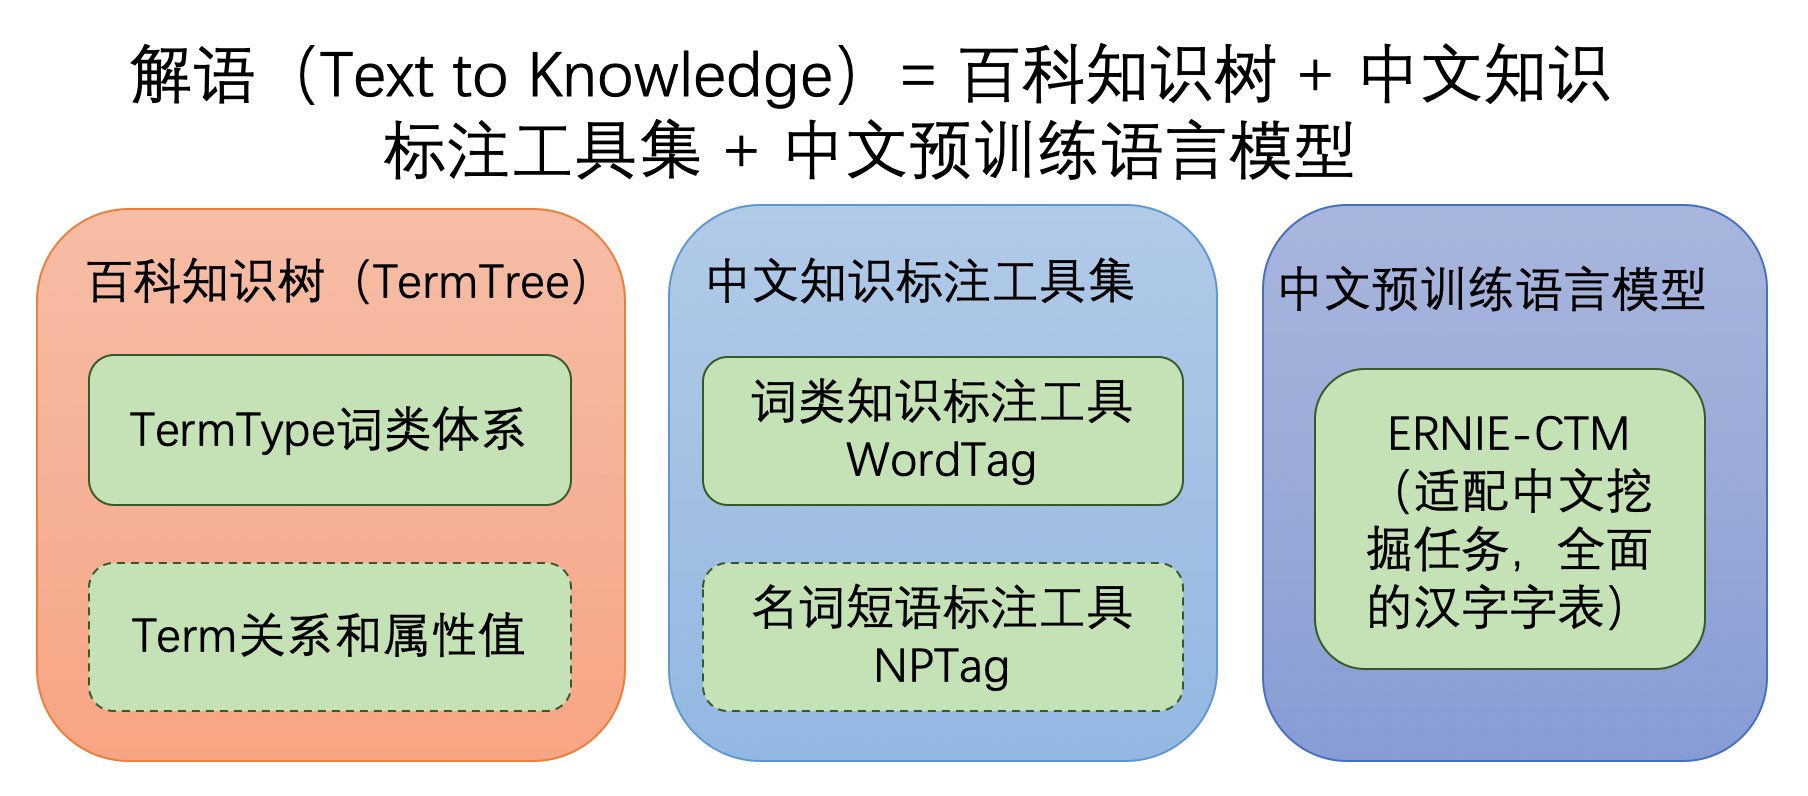 解语（Text to Knowledge）= 百科知识树 + 中文知识
标注工具集 + 中文预训练语言模型
百科知识树（TermTree）
TermType词类体系
Term关系和属性值
中文知识标注工具集
词类知识标注工具
WordTag
名词短语标注工具
NPTag
中文预训练语言模型
ERNIE-CTM
（适配中文挖
掘任务，全面
的汉字字表）